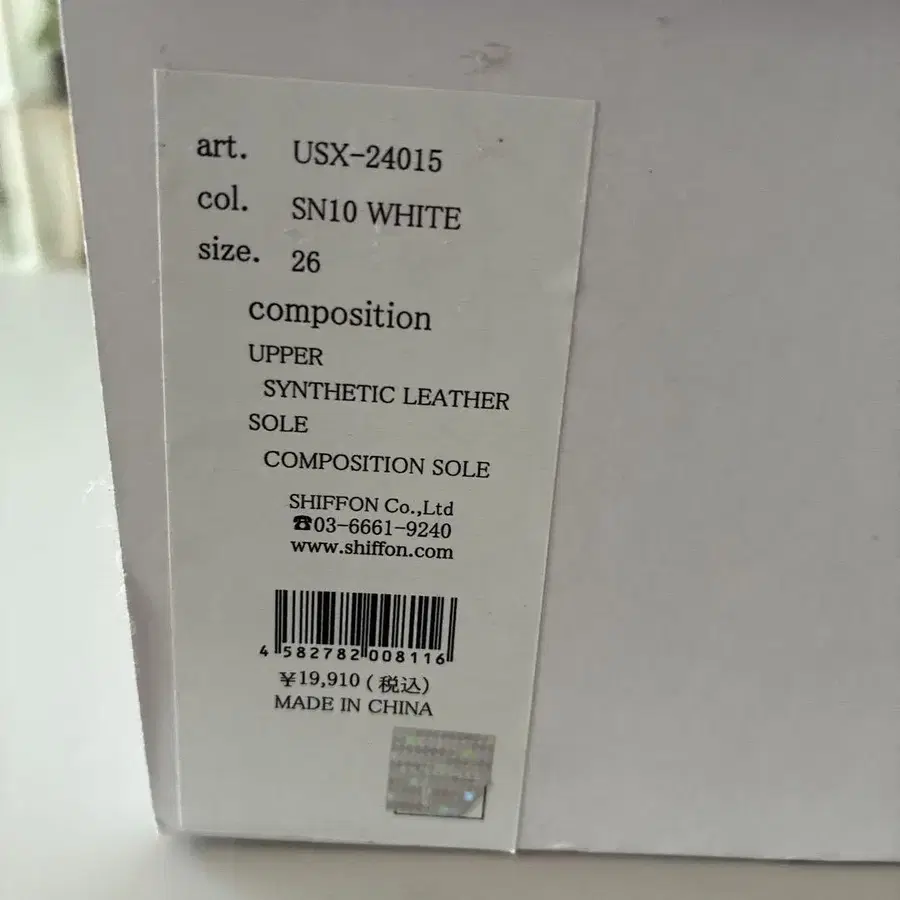 art. USX-24015
col. SN10 WHITE
size. 26
composition
UPPER
SYNTHETIC LEATHER
SOLE
COMPOSITION SOLE
SHIFFON Co.,Ltd
☎03-6661-9240
www.shiffon.com
4 582782 008116
¥19,910(税込)
MADE IN CHINA